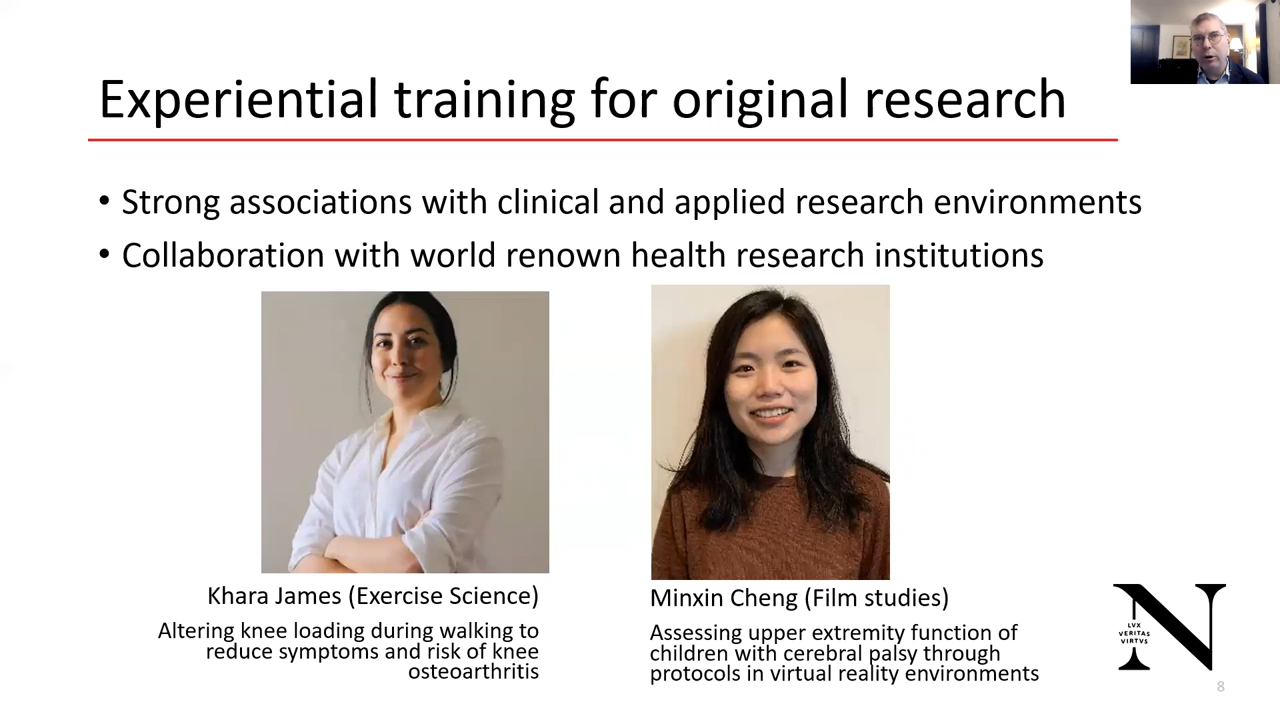 Experiential training for original research
• Strong associations with clinical and applied research environments
• Collaboration with world renown health research institutions
Khara James (Exercise Science)
Altering knee loading during walking to
reduce symptoms and risk of knee
osteoarthritis
Minxin Cheng (Film studies)
Assessing upper extremity function of
children with cerebral palsy through
protocols in virtual reality environments
N
LVX
VERITAS
VIRTVS
8